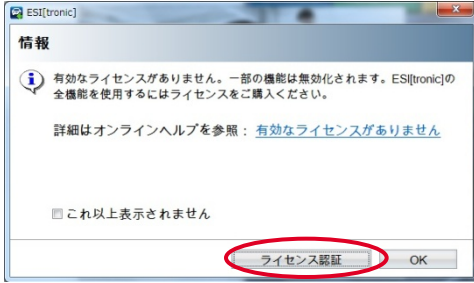 ESI[tronic]
情報
有効なライセンスがありません。一部の機能は無効化されます。ESI[tronic]の
全機能を使用するにはライセンスをご購入ください。
詳細はオンラインヘルプを参照： 有効なライセンスがありません
これ以上表示されません
ライセンス認証 OK